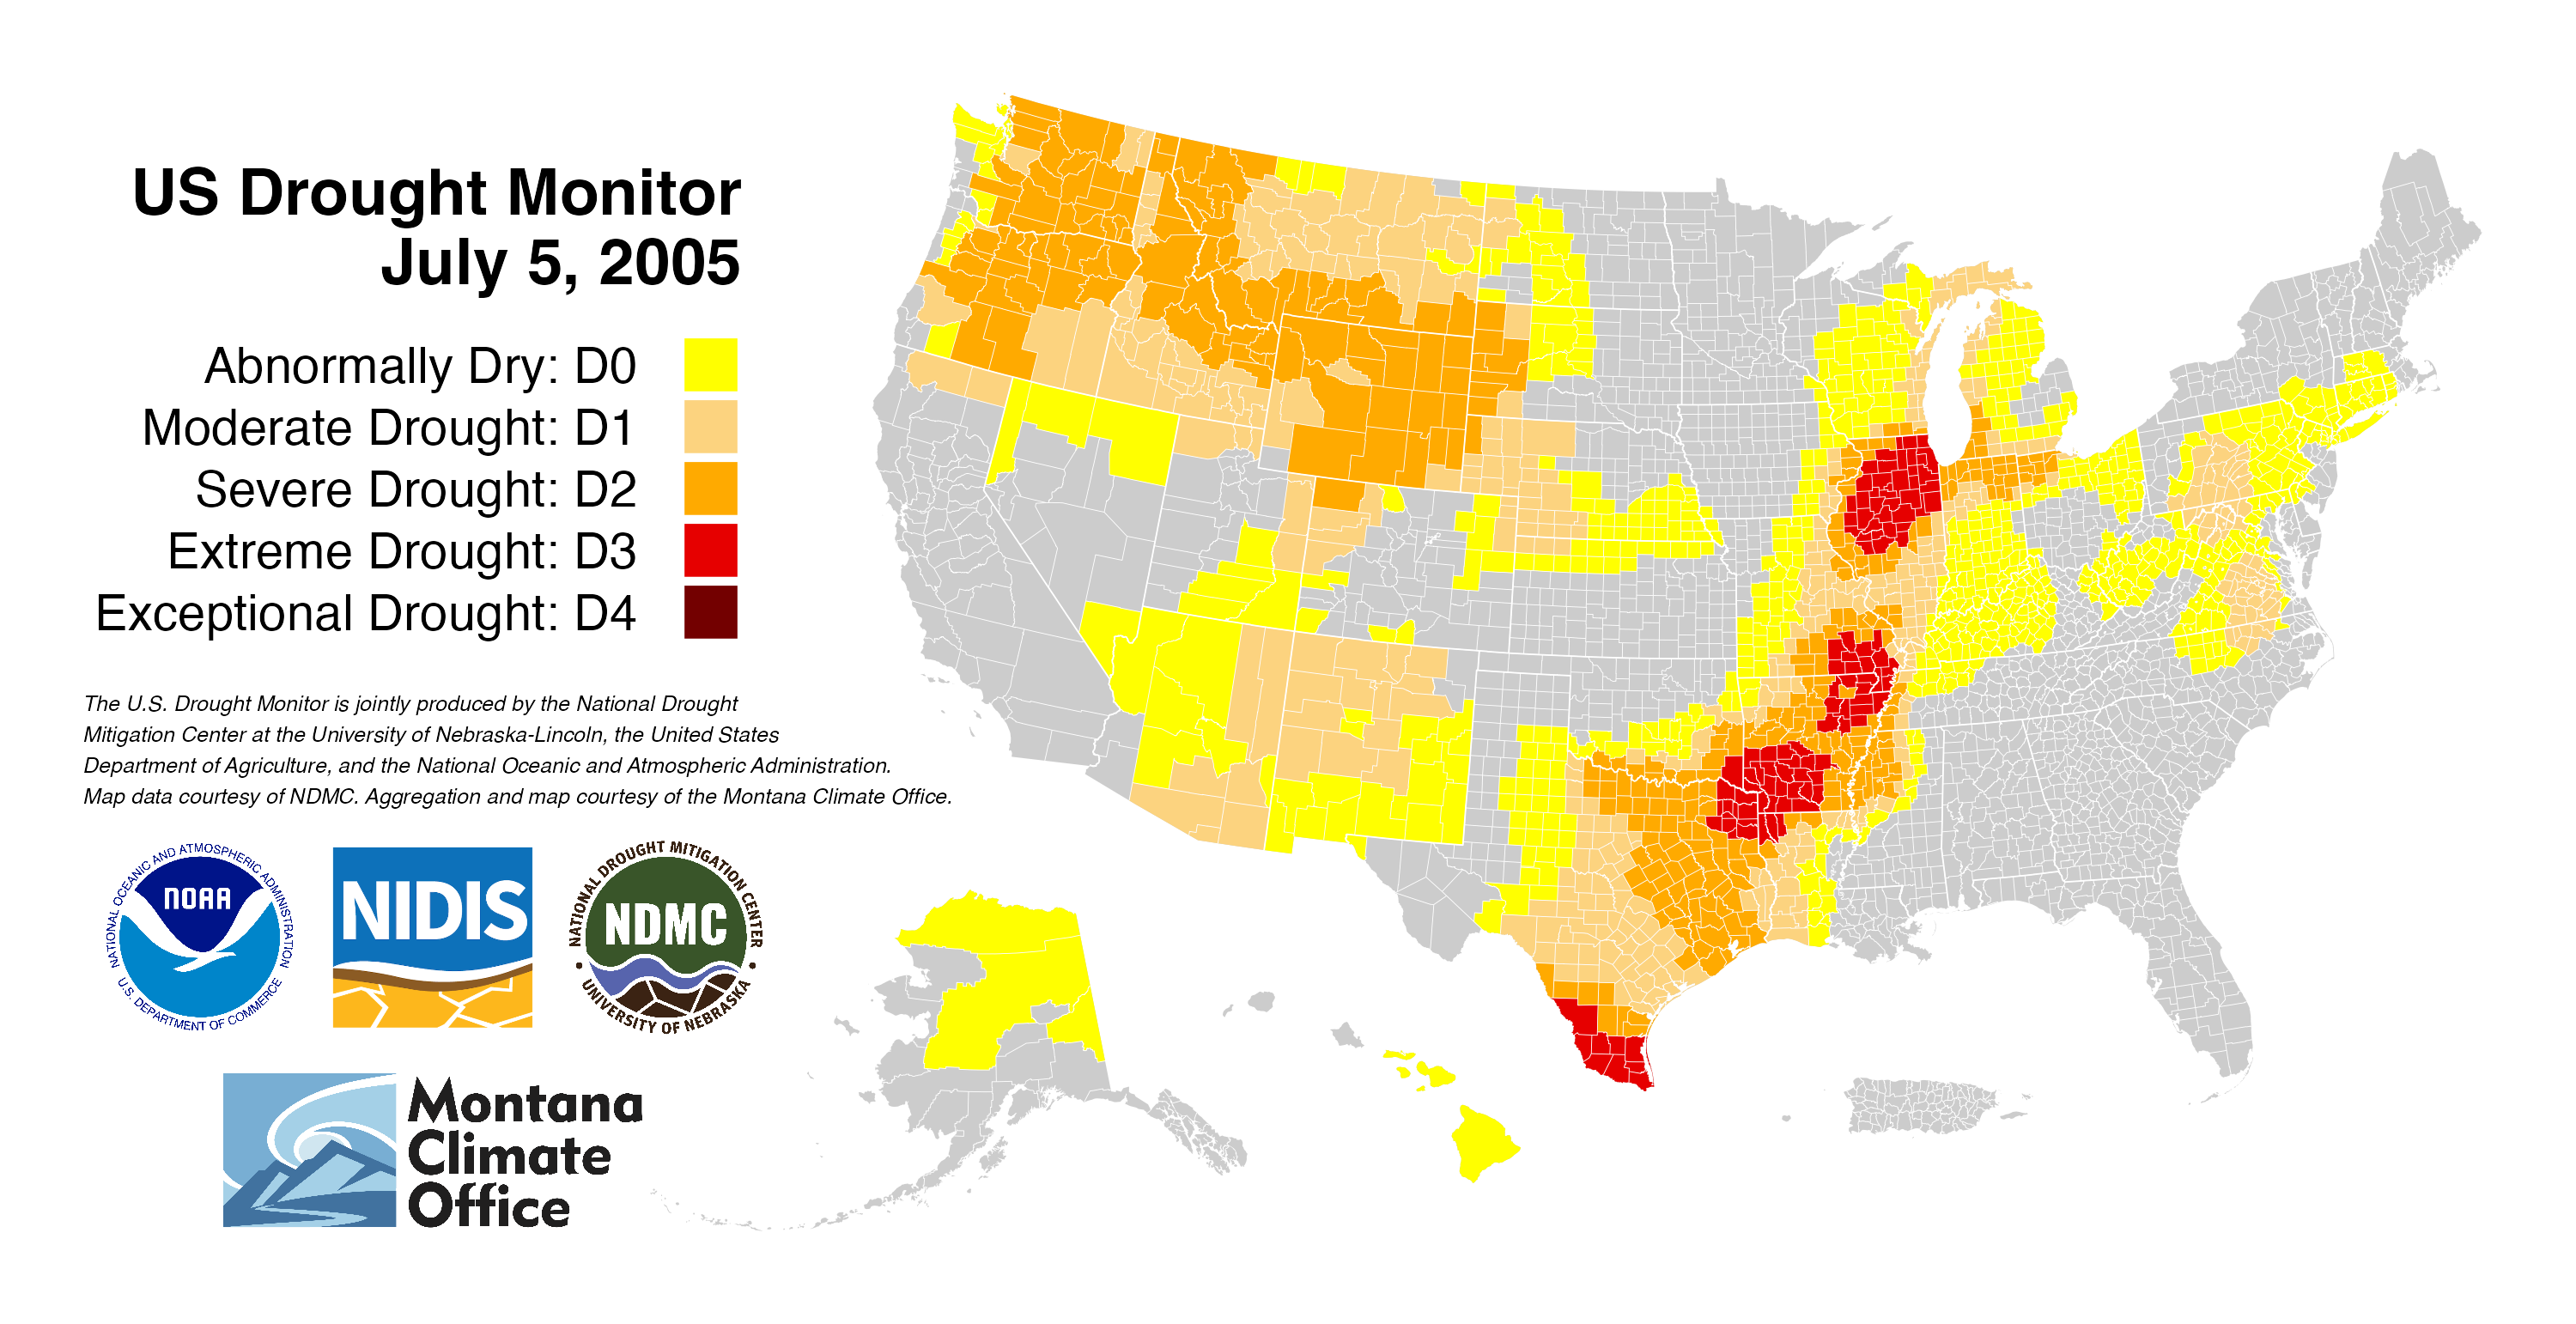 US Drought Monitor
July 5, 2005
Abnormally Dry: D0
Moderate Drought: D1
Severe Drought: D2
Extreme Drought: D3
Exceptional Drought: D4
The U.S. Drought Monitor is jointly produced by the National Drought
Mitigation Center at the University of Nebraska-Lincoln, the United States
Department of Agriculture, and the National Oceanic and Atmospheric Administration.
Map data courtesy of NDMC. Aggregation and map courtesy of the Montana Climate Office.
NATIONAL OCEANIC AND ATMOSPHERIC ADMINISTRATION
NOAA
U.S. DEPARTMENT OF COMMERCE
NIDIS
NATIONAL DROUGHT MITIGATION CENTER
NDMC
UNIVERSITY OF NEBRASKA
Montana
Climate
Office